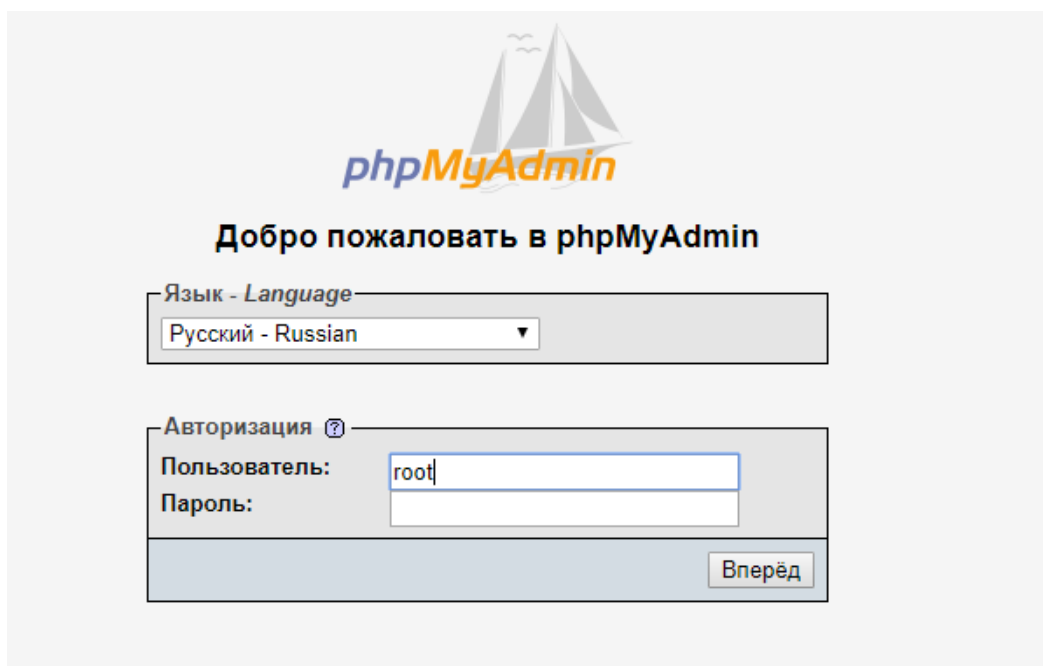 phpMyAdmin
Добро пожаловать в phpMyAdmin
Язык - Language
Русский - Russian
Авторизация
Пользователь: root
Пароль:
Вперёд